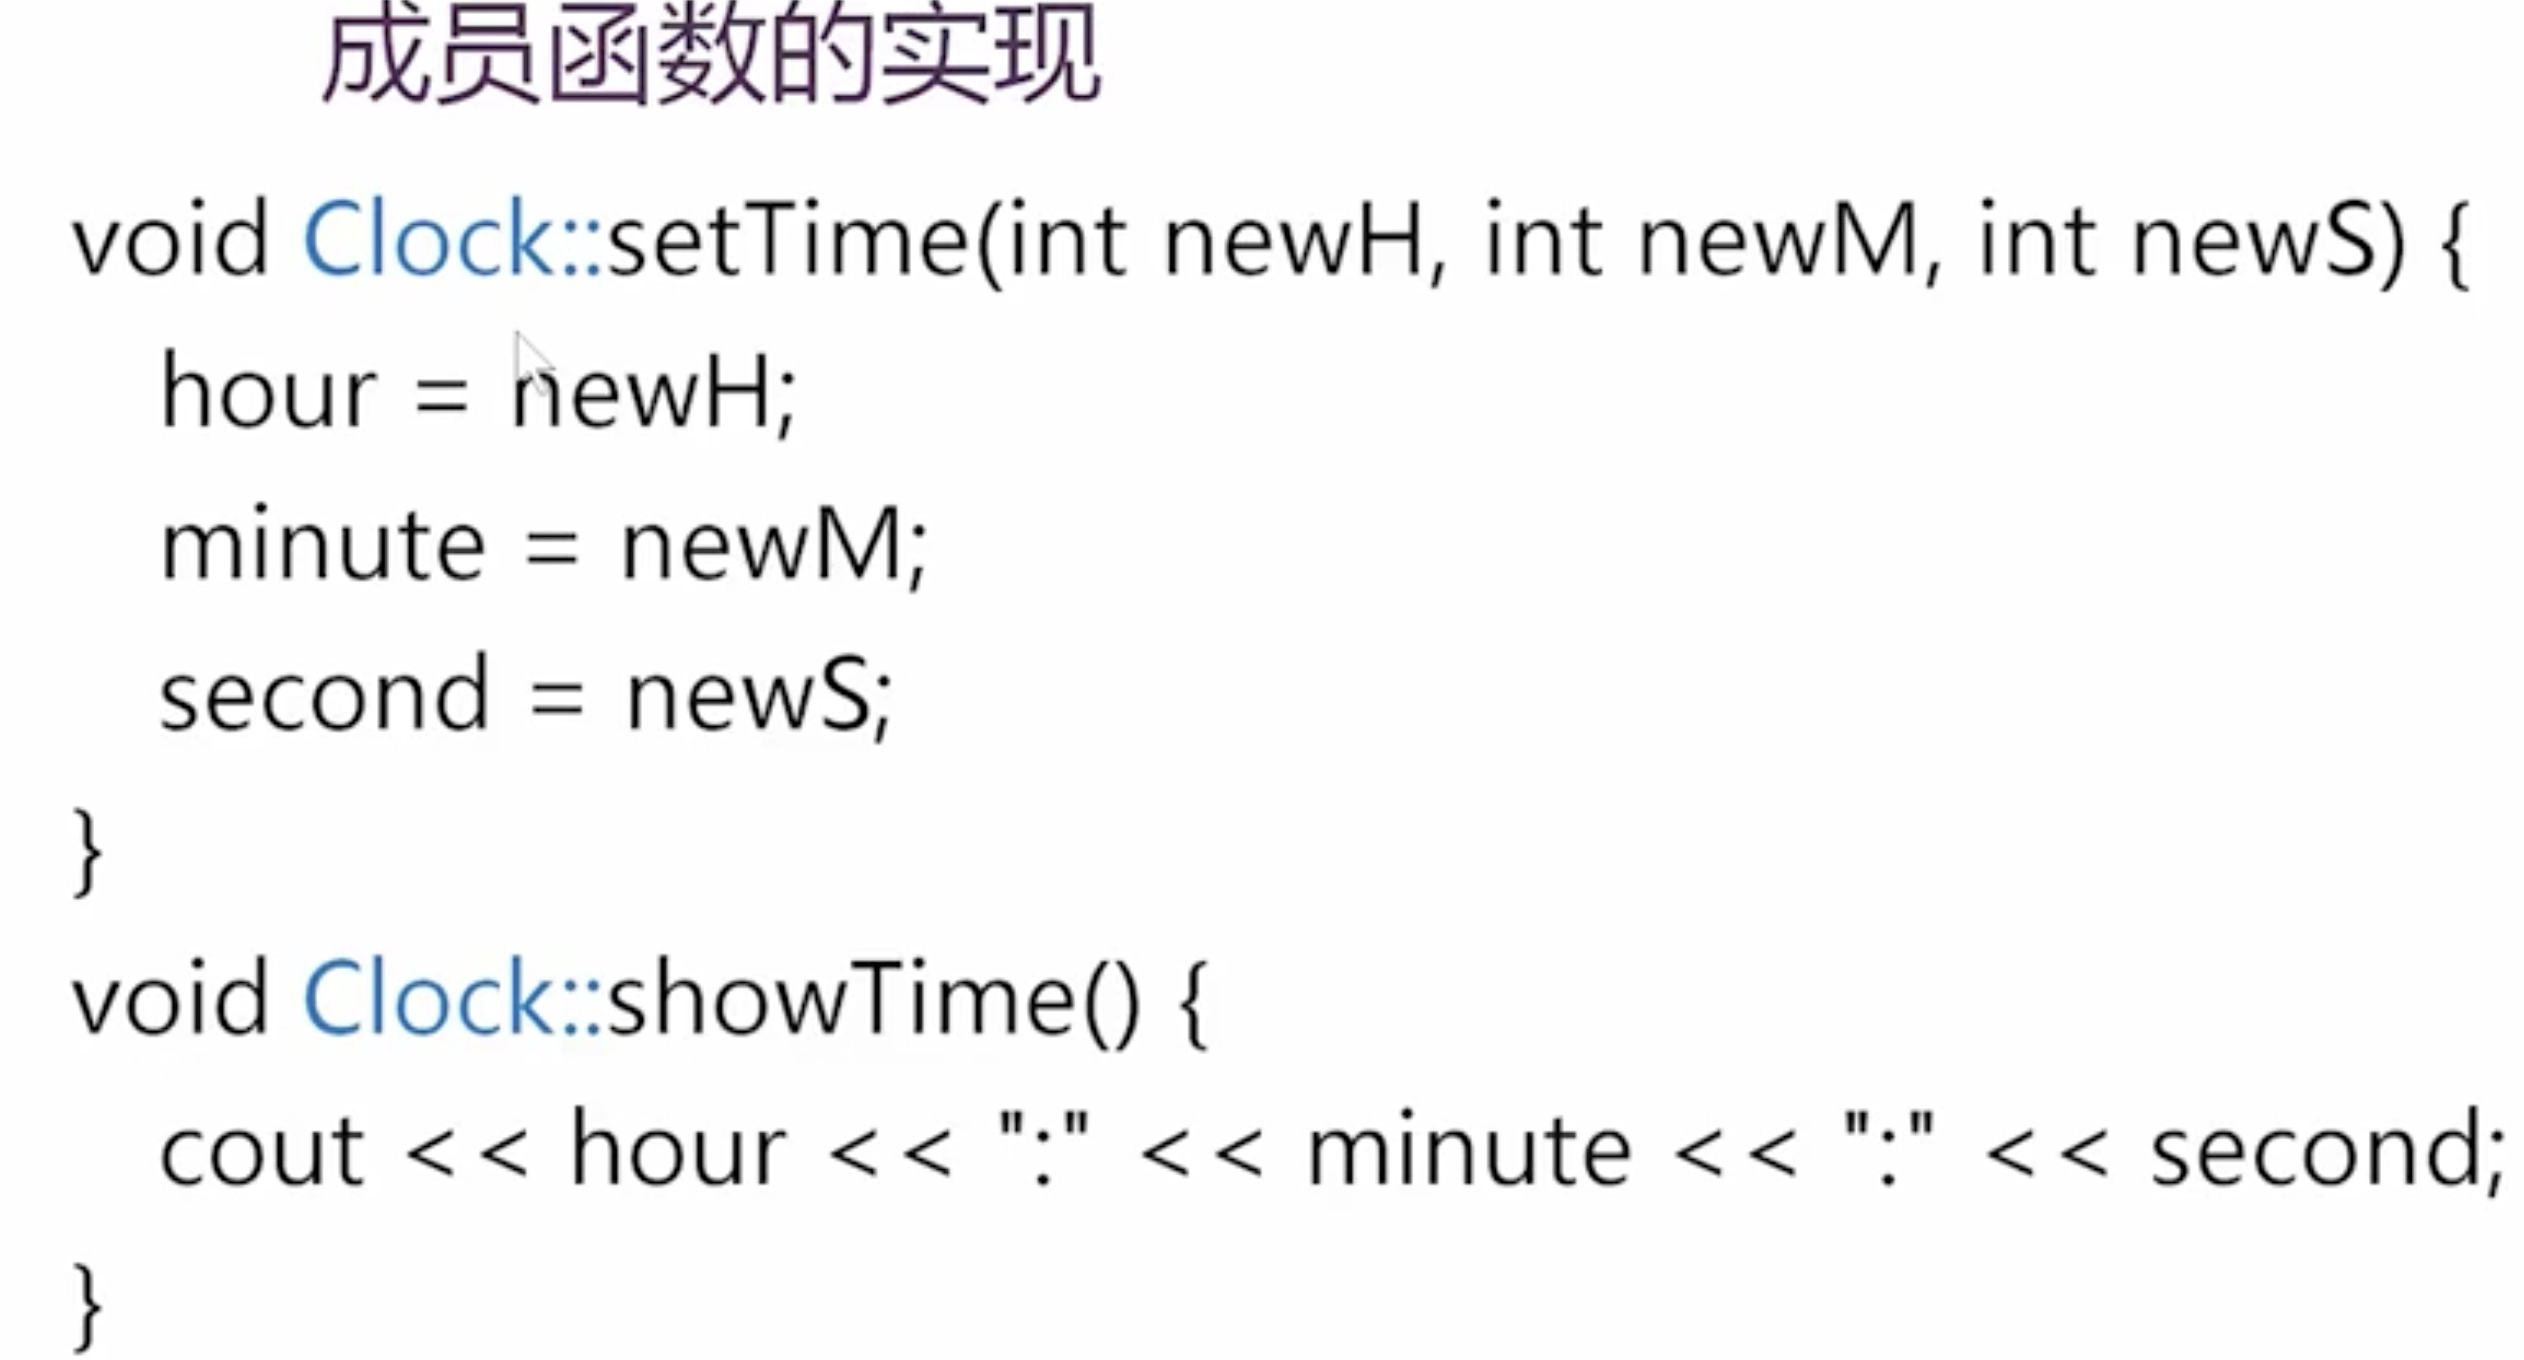 成员函数的实现
void Clock::setTime(int newH, int newM, int newS) {
hour = newH;
minute = newM;
second = newS;
}
void Clock::showTime() {
cout << hour << ":" << minute << ":" << second;
}